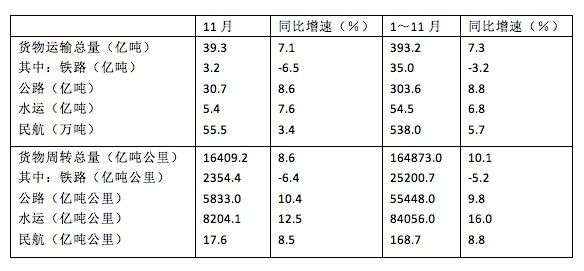 11月 同比增速（%） 1～11月 同比增速（%）
货物运输总量（亿吨） 39.3 7.1 393.2 7.3
其中：铁路（亿吨） 3.2 -6.5 35.0 -3.2
公路（亿吨） 30.7 8.6 303.6 8.8
水运（亿吨） 5.4 7.6 54.5 6.8
民航（万吨） 55.5 3.4 538.0 5.7
货物周转总量（亿吨公里） 16409.2 8.6 164873.0 10.1
其中：铁路（亿吨公里） 2354.4 -6.4 25200.7 -5.2
公路（亿吨公里） 5833.0 10.4 55448.0 9.8
水运（亿吨公里） 8204.1 12.5 84056.0 16.0
民航（亿吨公里） 17.6 8.5 168.7 8.8